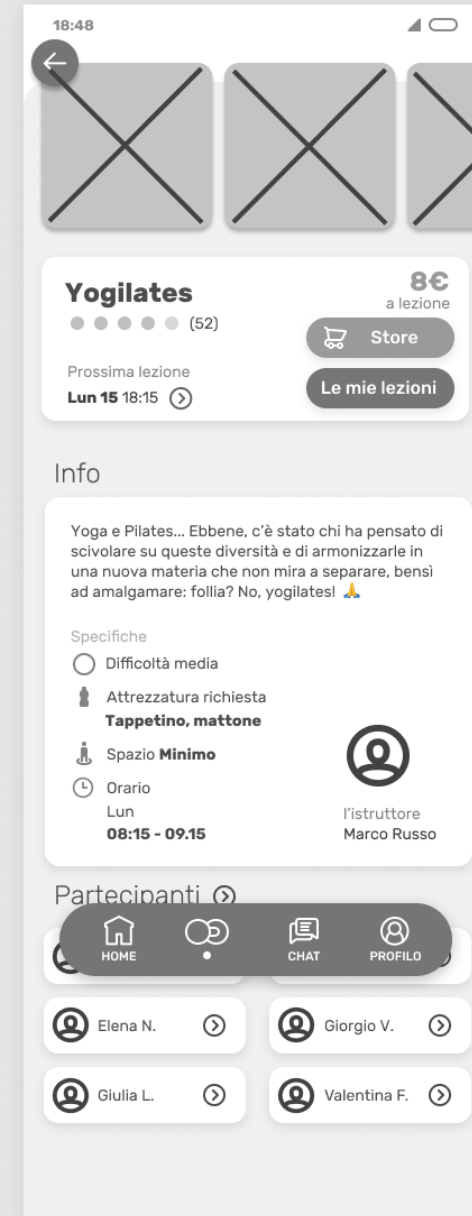 18:48
Yogilates
8€
a lezione
(52)
Store
Prossima lezione
Lun 15 18:15
Le mie lezioni
Info
Yoga e Pilates... Ebbene, c'è stato chi ha pensato di
scivolare su queste diversità e di armonizzarle in
una nuova materia che non mira a separare, bensì
ad amalgamare: follia? No, yogilates! 🙏
Specifiche
Difficoltà media
Attrezzatura richiesta
Tappetino, mattone
Spazio Minimo
Orario
Lun
08:15 - 09.15
l'istruttore
Marco Russo
Partecipanti
HOME
CHAT
PROFILO
Elena N.
Giorgio V.
Giulia L.
Valentina F.